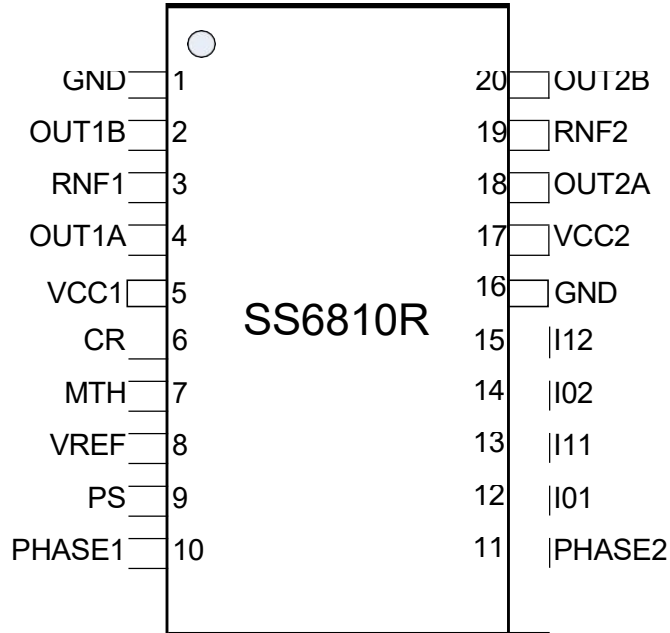 GND 1 20 OUT2B
OUT1B 2 19 RNF2
RNF1 3 18 OUT2A
OUT1A 4 17 VCC2
VCC1 5 16 GND
SS6810R
CR 6 15 I12
MTH 7 14 I02
VREF 8 13 I11
PS 9 12 I01
PHASE1 10 11 PHASE2